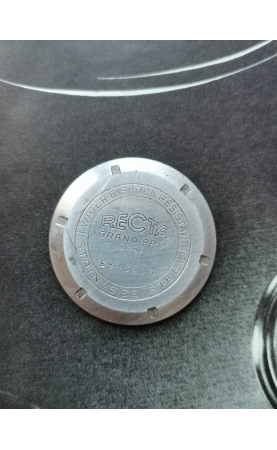 WATER & SHOCK RESISTANT
RECTA
GRAND PRIX
STAINLESS STEEL